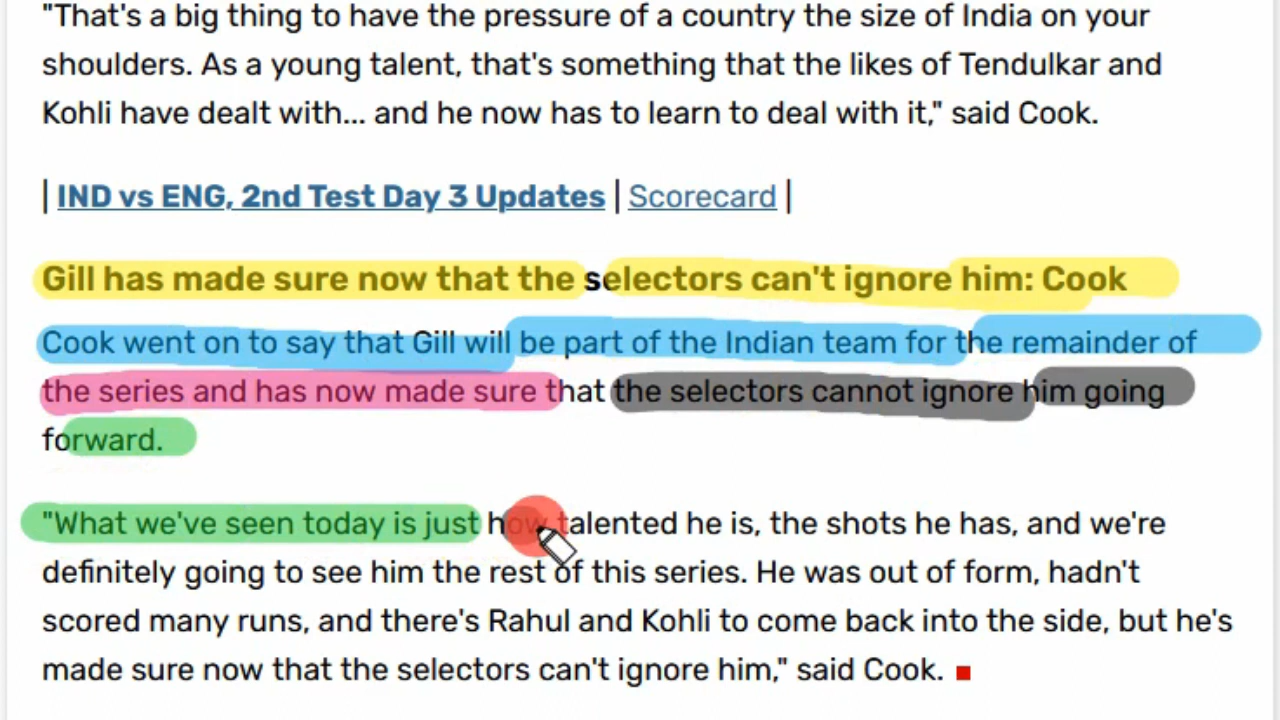 "That's a big thing to have the pressure of a country the size of India on your
shoulders. As a young talent, that's something that the likes of Tendulkar and
Kohli have dealt with... and he now has to learn to deal with it," said Cook.
| IND vs ENG, 2nd Test Day 3 Updates | Scorecard |
Gill has made sure now that the selectors can't ignore him: Cook
Cook went on to say that Gill will be part of the Indian team for the remainder of
the series and has now made sure that the selectors cannot ignore him going
forward.
"What we've seen today is just how talented he is, the shots he has, and we're
definitely going to see him the rest of this series. He was out of form, hadn't
scored many runs, and there's Rahul and Kohli to come back into the side, but he's
made sure now that the selectors can't ignore him," said Cook.